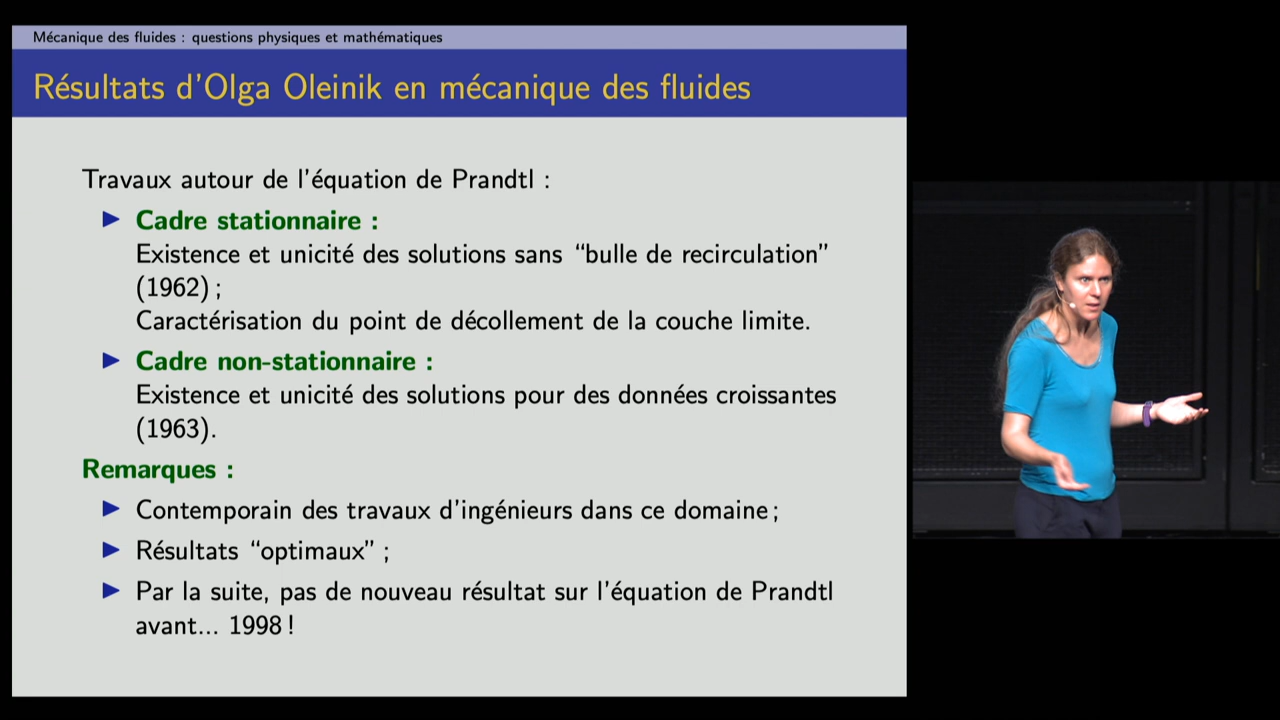 Mécanique des fluides : questions physiques et mathématiques
Résultats d'Olga Oleinik en mécanique des fluides
Travaux autour de l'équation de Prandtl :
Cadre stationnaire :
Existence et unicité des solutions sans “bulle de recirculation”
(1962) ;
Caractérisation du point de décollement de la couche limite.
Cadre non-stationnaire :
Existence et unicité des solutions pour des données croissantes
(1963).
Remarques :
Contemporain des travaux d'ingénieurs dans ce domaine ;
Résultats “optimaux” ;
Par la suite, pas de nouveau résultat sur l'équation de Prandtl
avant... 1998 !